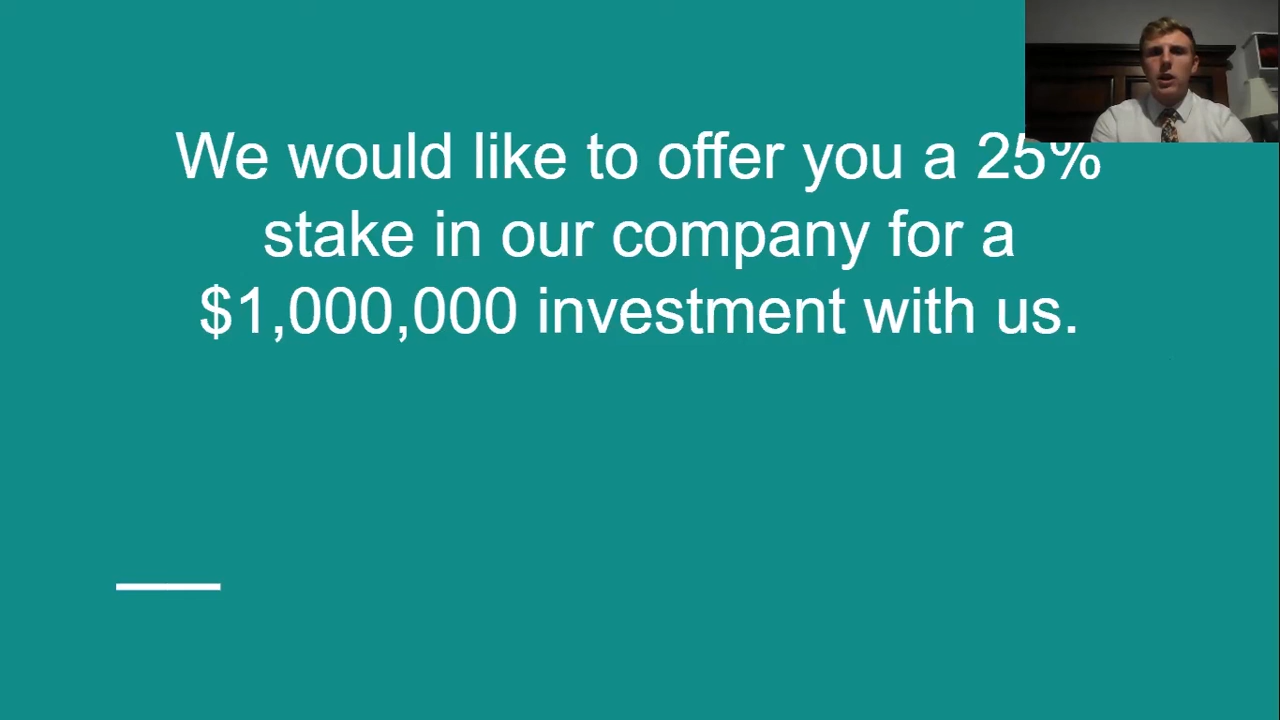 We would like to offer you a 25%
stake in our company for a
$1,000,000 investment with us.